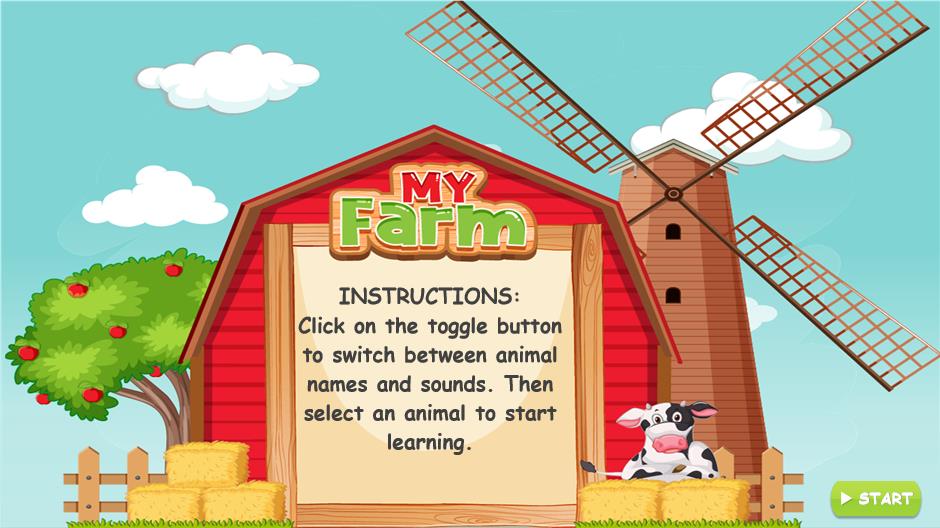 MY
Farm
INSTRUCTIONS:
Click on the toggle button
to switch between animal
names and sounds. Then
select an animal to start
learning.
START